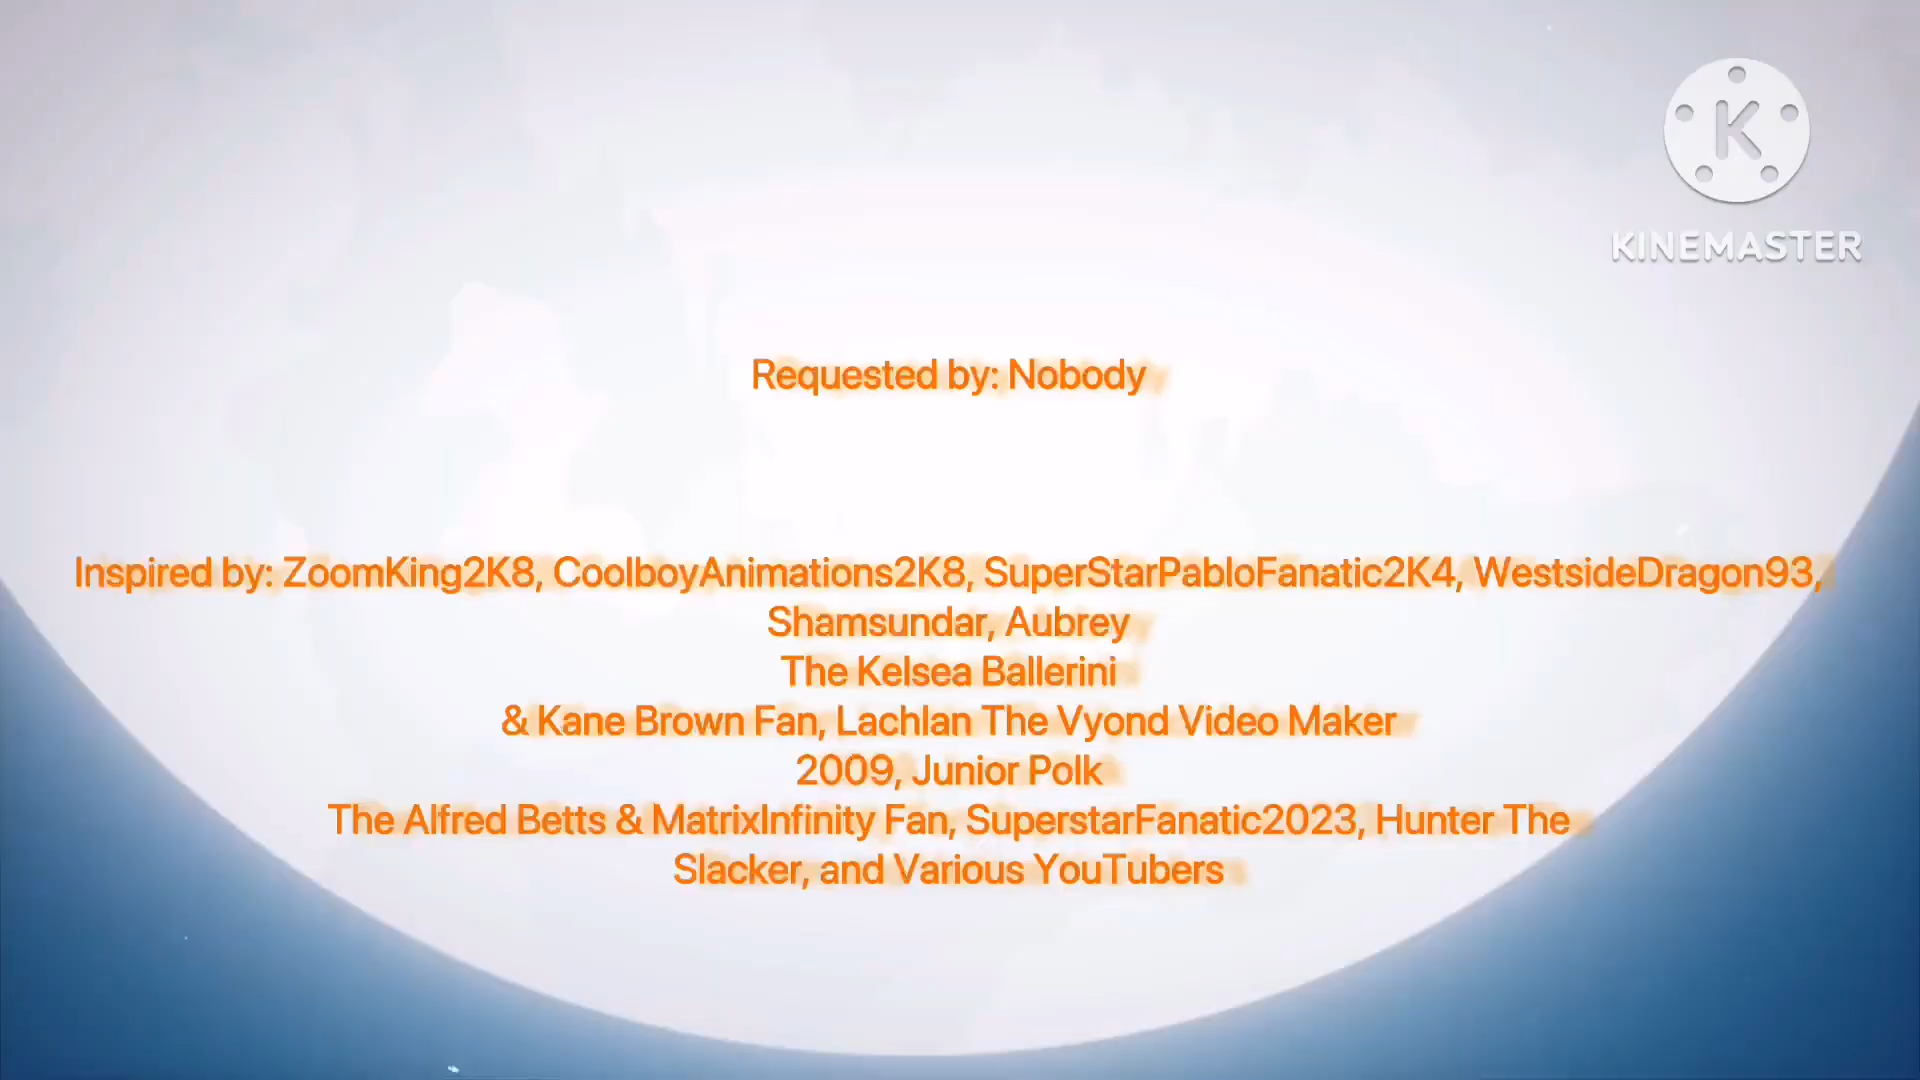 K
KINEMASTER
Requested by: Nobody
Inspired by: ZoomKing2K8, CoolboyAnimations2K8, SuperStarPabloFanatic2K4, WestsideDragon93,
Shamsundar, Aubrey
The Kelsea Ballerini
& Kane Brown Fan, Lachlan The Vyond Video Maker
2009, Junior Polk
The Alfred Betts & MatrixInfinity Fan, SuperstarFanatic2023, Hunter The
Slacker, and Various YouTubers